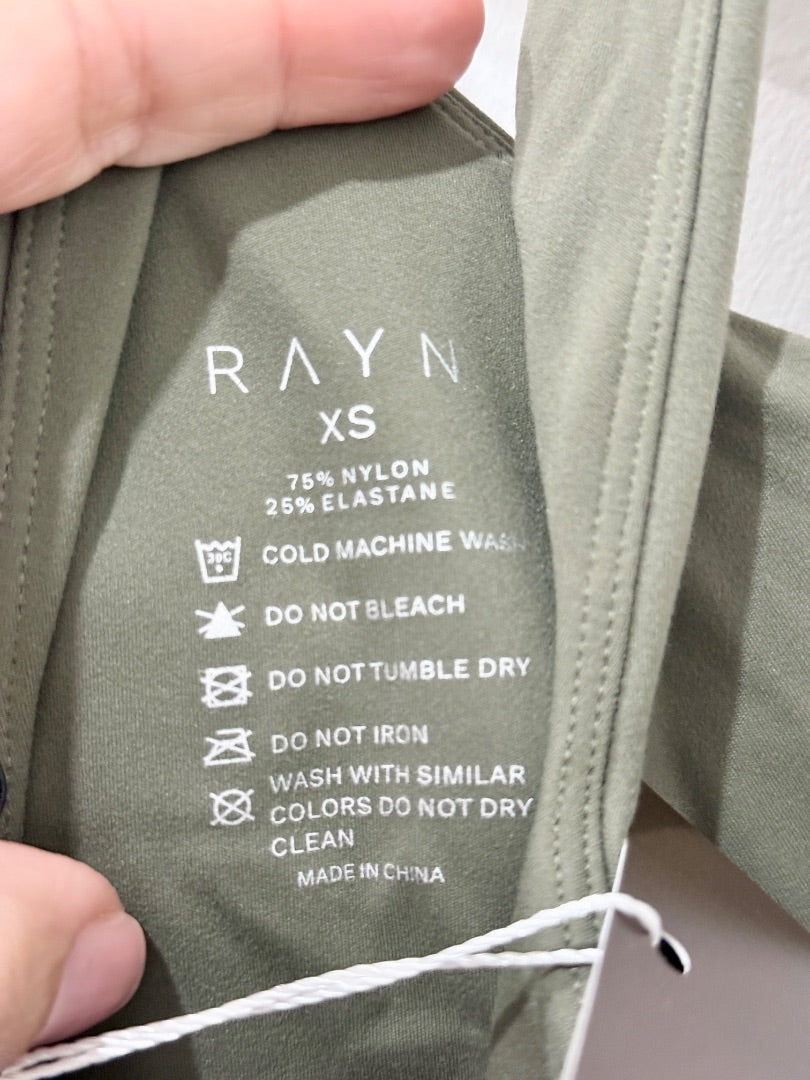 RAYN
XS
75% NYLON
25% ELASTANE
COLD MACHINE WASH
DO NOT BLEACH
DO NOT TUMBLE DRY
DO NOT IRON
WASH WITH SIMILAR
COLORS DO NOT DRY
CLEAN
MADE IN CHINA